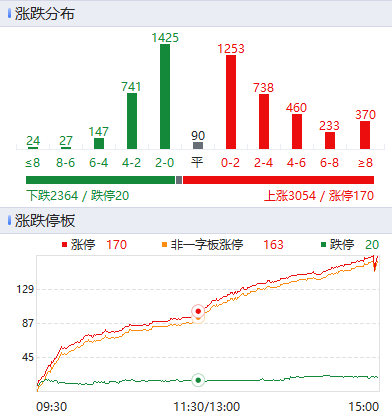 涨跌分布
24 27 147 741 1425 90 1253 738 460 233 370
≤8 8-6 6-4 4-2 2-0 平 0-2 2-4 4-6 6-8 ≥8
下跌2364 / 跌停20 上涨3054 / 涨停170
涨跌停板
涨停 170 非一字板涨停 163 跌停 20
129
87
45
09:30 11:30/13:00 15:00